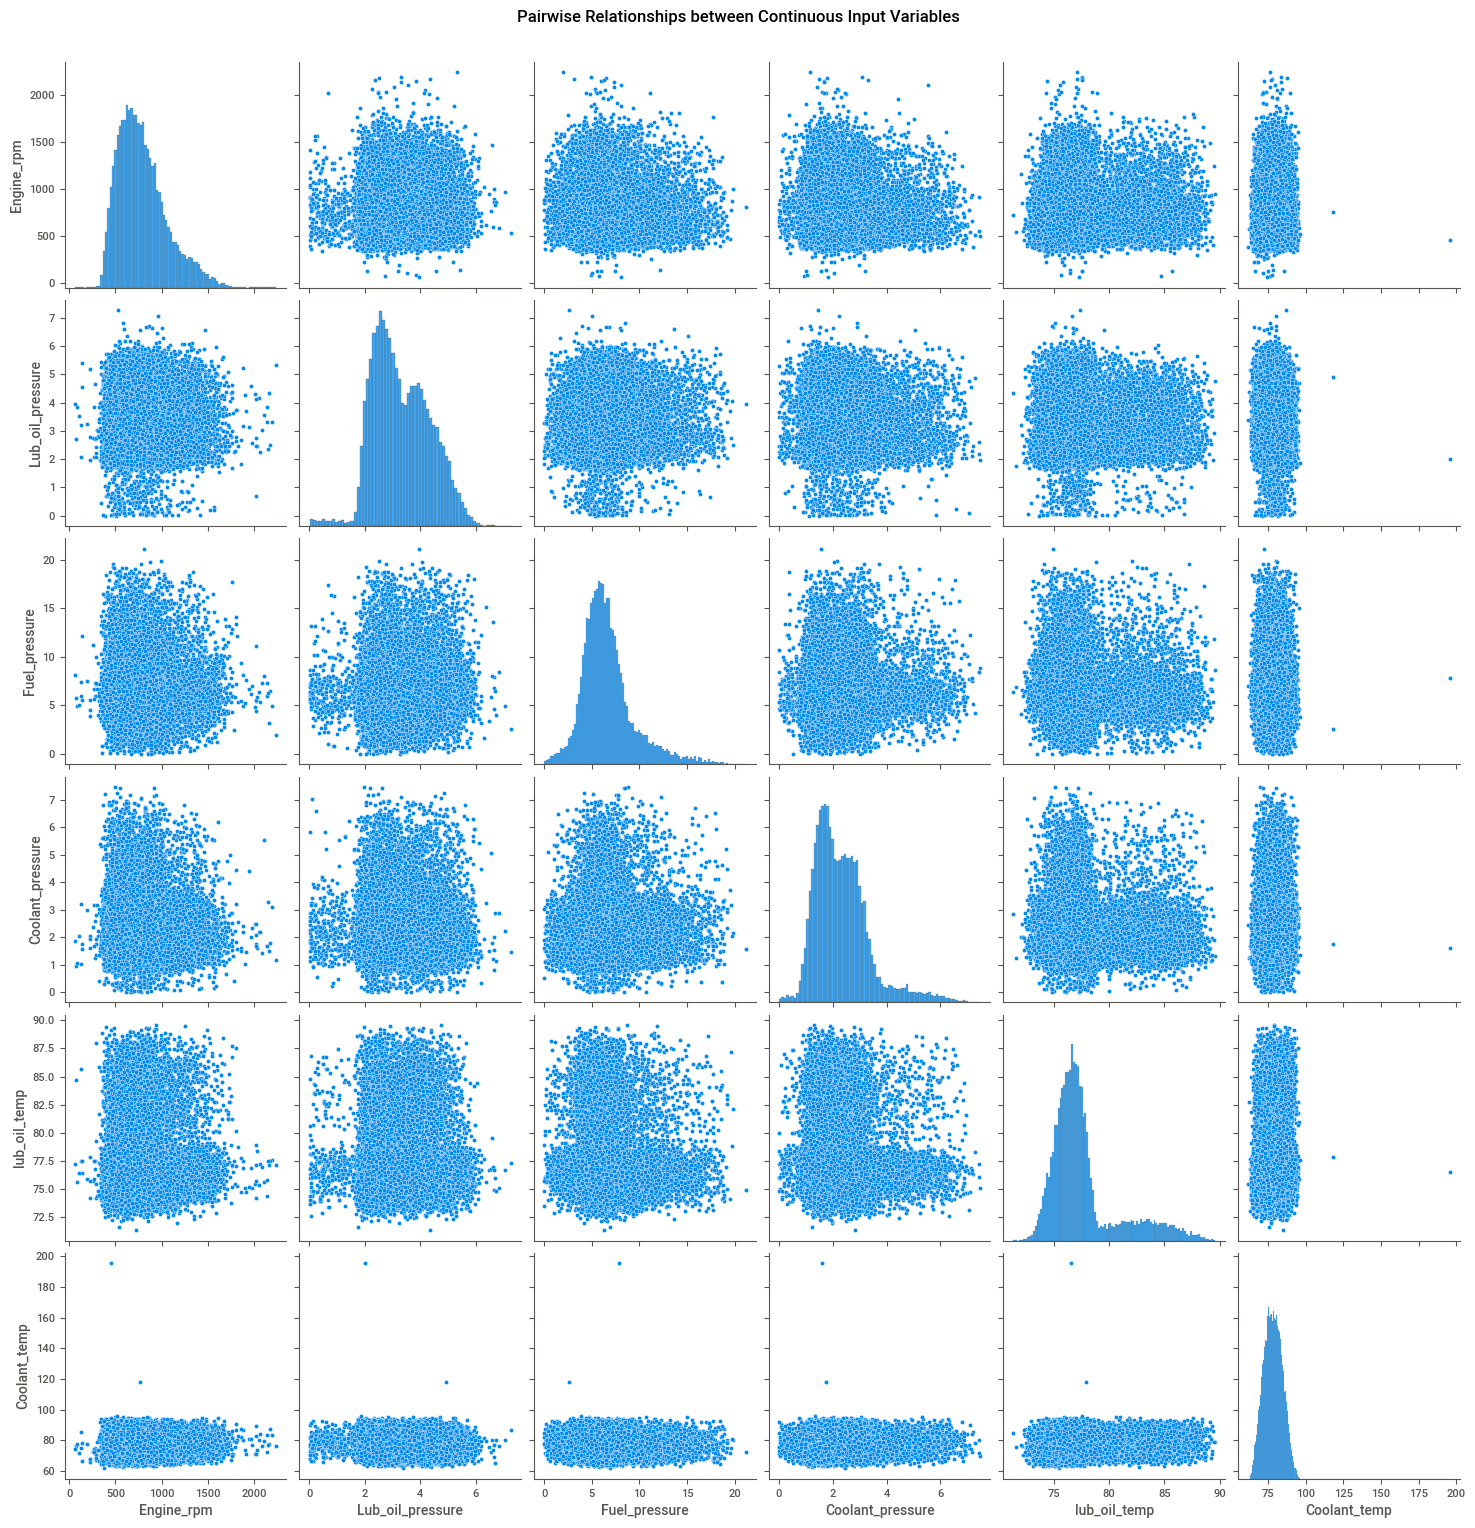 Pairwise Relationships between Continuous Input Variables
Engine_rpm
2000
1500
1000
500
0
Lub_oil_pressure
7
6
5
4
3
2
1
0
Fuel_pressure
20
15
10
5
0
Coolant_pressure
7
6
5
4
3
2
1
0
lub_oil_temp
90.0
87.5
85.0
82.5
80.0
77.5
75.0
72.5
Coolant_temp
200
180
160
140
120
100
80
60
0 500 1000 1500 2000
0 2 4 6
0 5 10 15 20
0 2 4 6
75 80 85 90
75 100 125 150 175 200
Engine_rpm
Lub_oil_pressure
Fuel_pressure
Coolant_pressure
lub_oil_temp
Coolant_temp